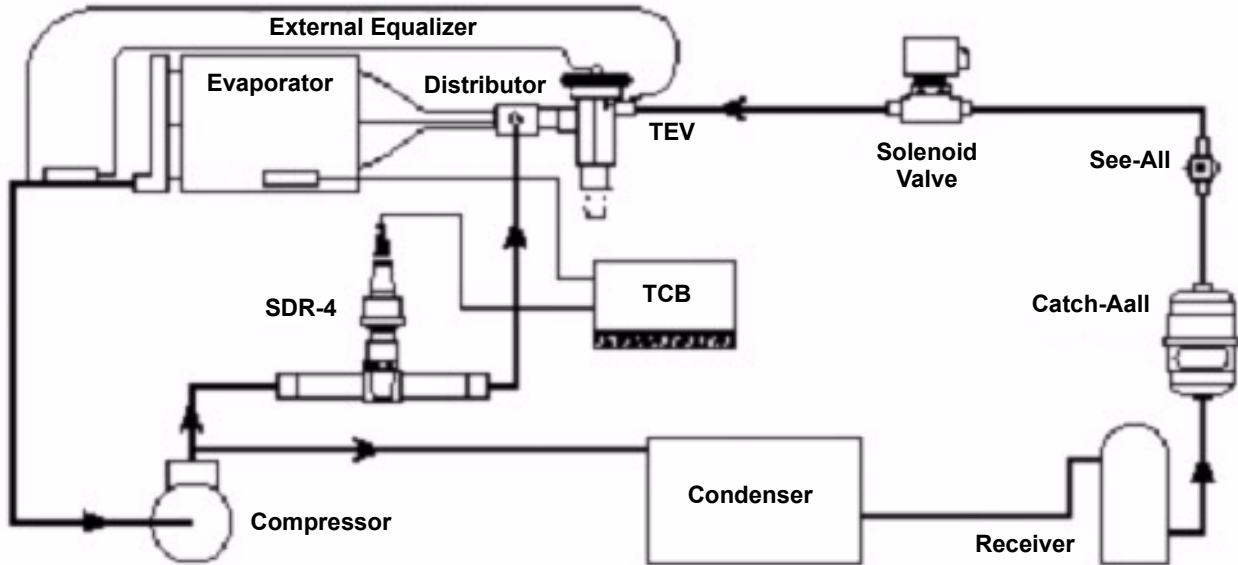 External Equalizer
Evaporator
Distributor
TEV
Solenoid
Valve
See-All
SDR-4
TCB
Catch-Aall
Condenser
Compressor
Receiver